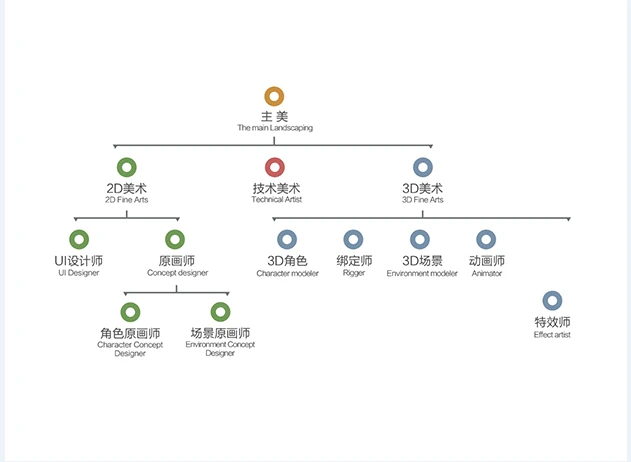 主 美
The main Landscaping
2D美术
2D Fine Arts
技术美术
Technical Artist
3D美术
3D Fine Arts
UI设计师
UI Designer
原画师
Concept designer
3D角色
Character modeler
绑定师
Rigger
3D场景
Environment modeler
动画师
Animator
角色原画师
Character Concept
Designer
场景原画师
Environment Concept
Designer
特效师
Effect artist